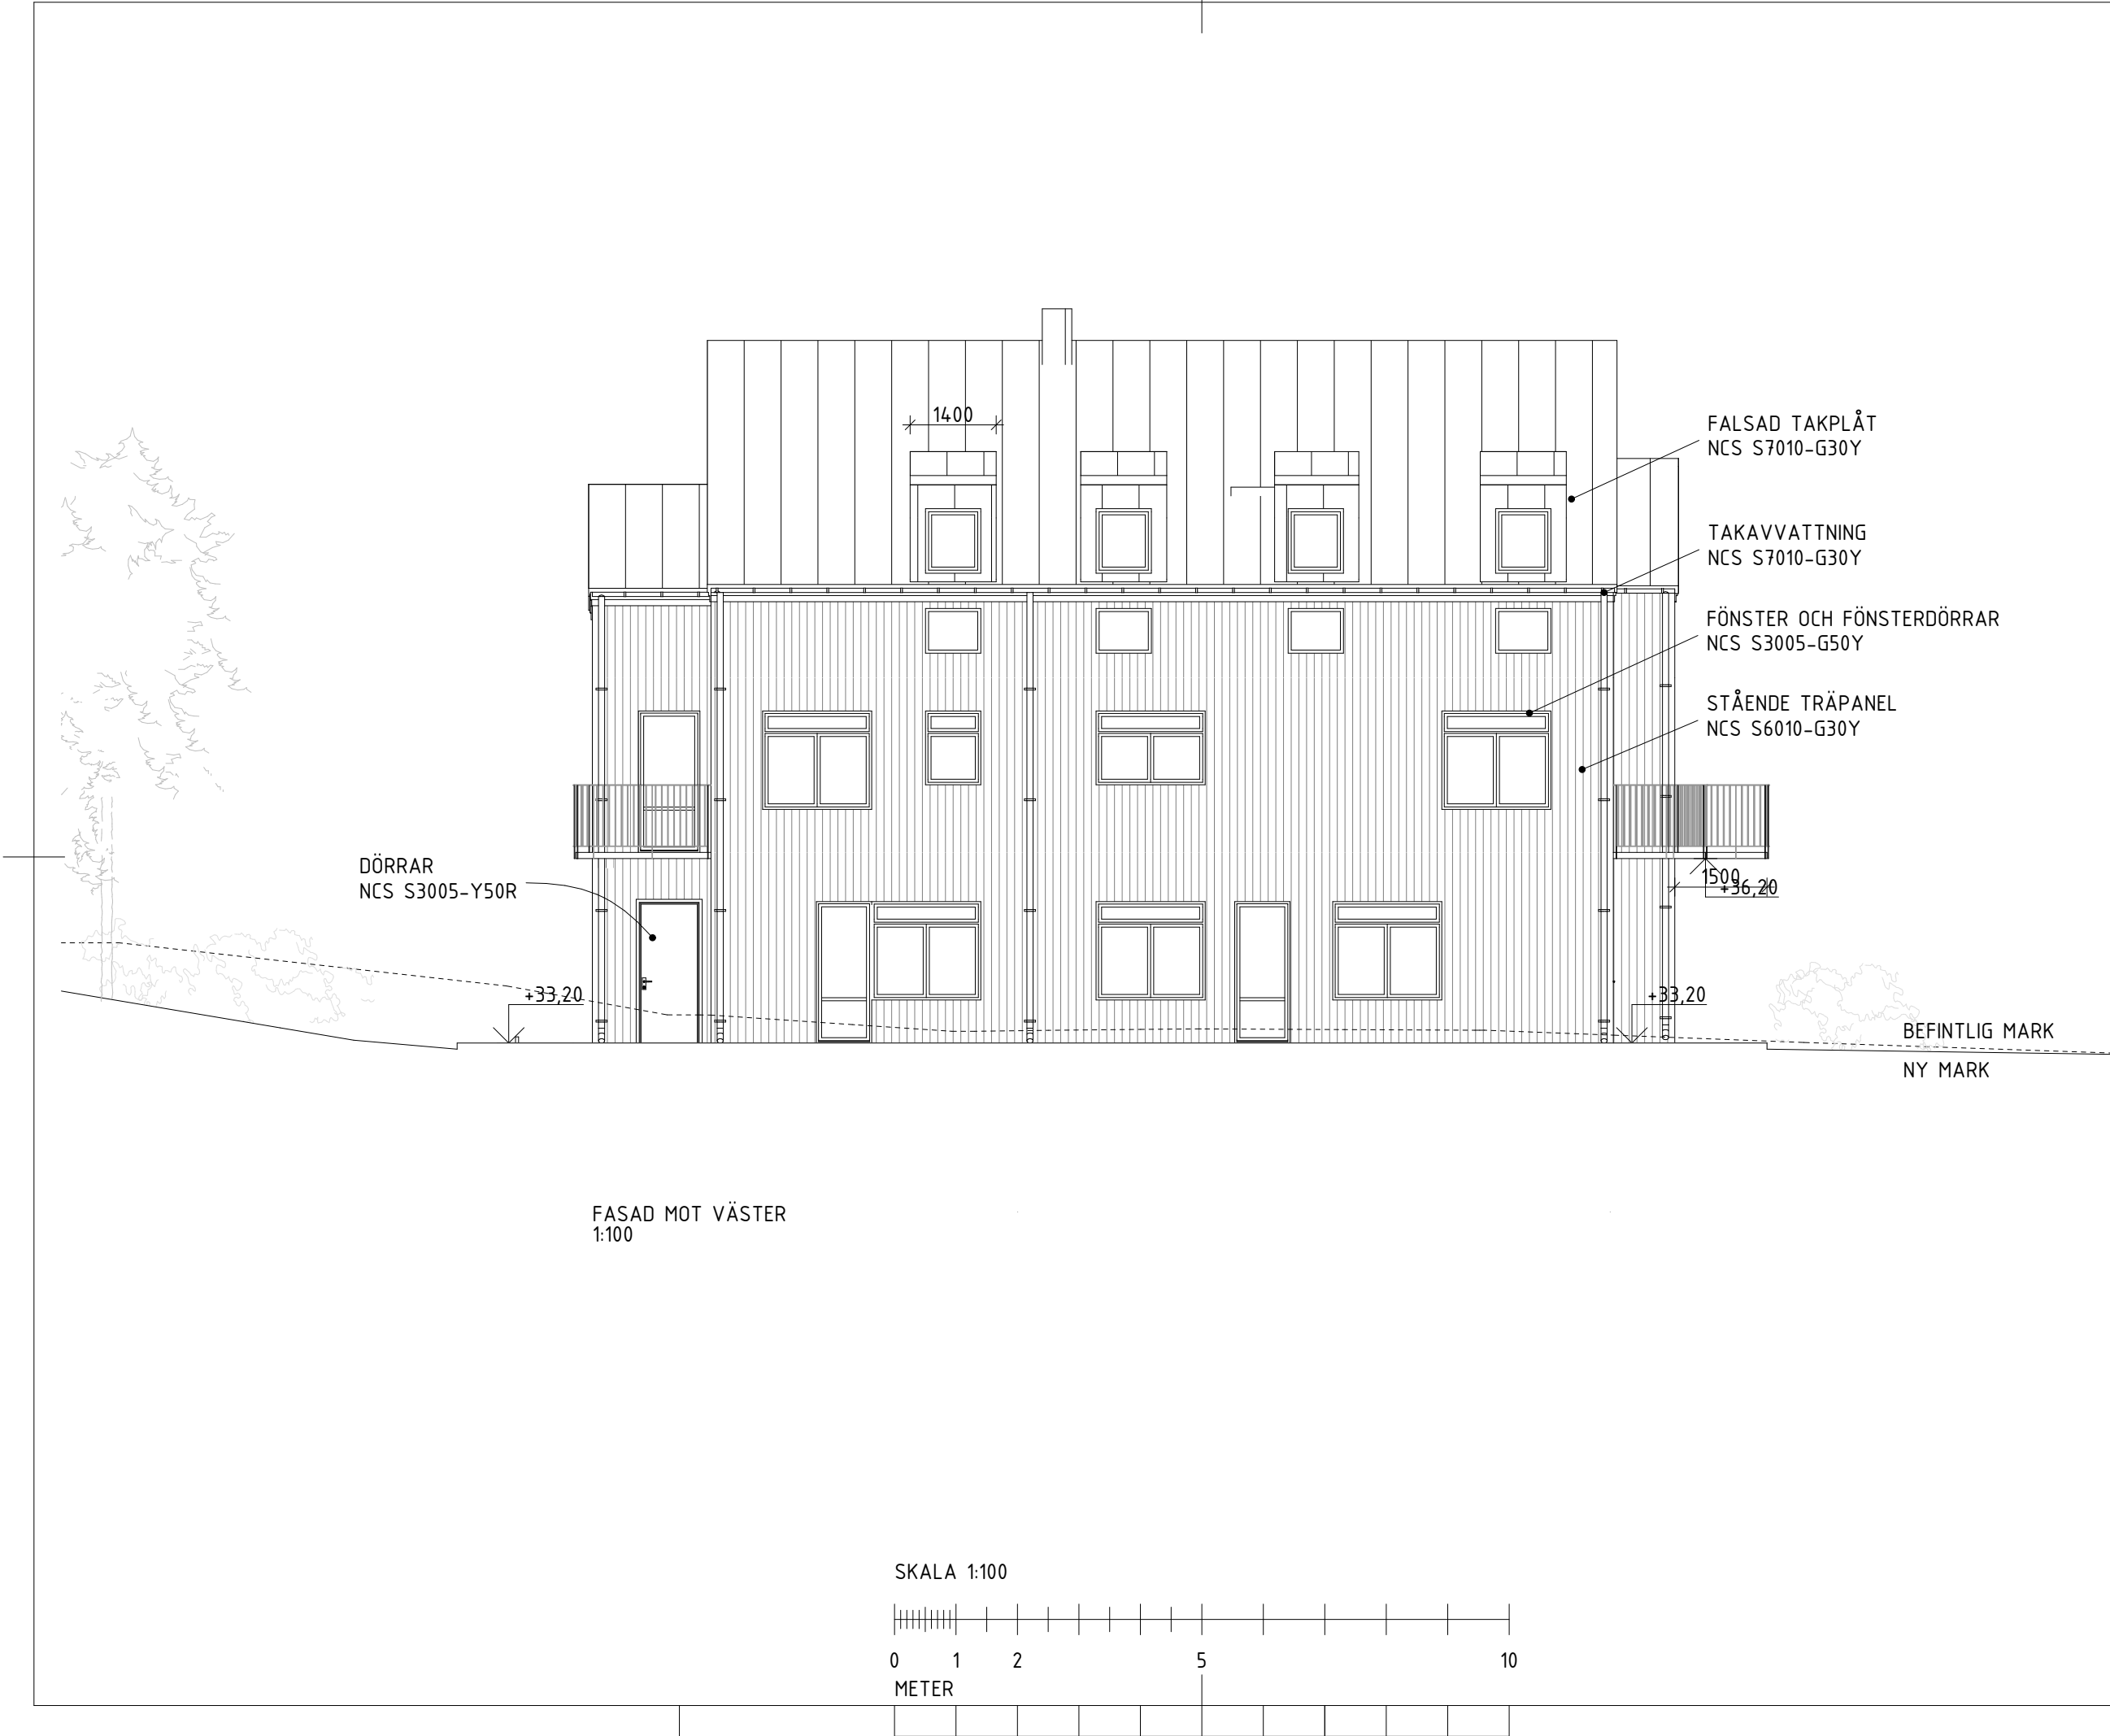 1400
FALSAD TAKPLÅT
NCS S7010-G30Y
TAKAVVATTNING
NCS S7010-G30Y
FÖNSTER OCH FÖNSTERDÖRRAR
NCS S3005-G50Y
STÅENDE TRÄPANEL
NCS S6010-G30Y
DÖRRAR
NCS S3005-Y50R
1500
+36,20
+33,20
+33,20
BEFINTLIG MARK
NY MARK
FASAD MOT VÄSTER
1:100
SKALA 1:100
0 1 2 5 10
METER